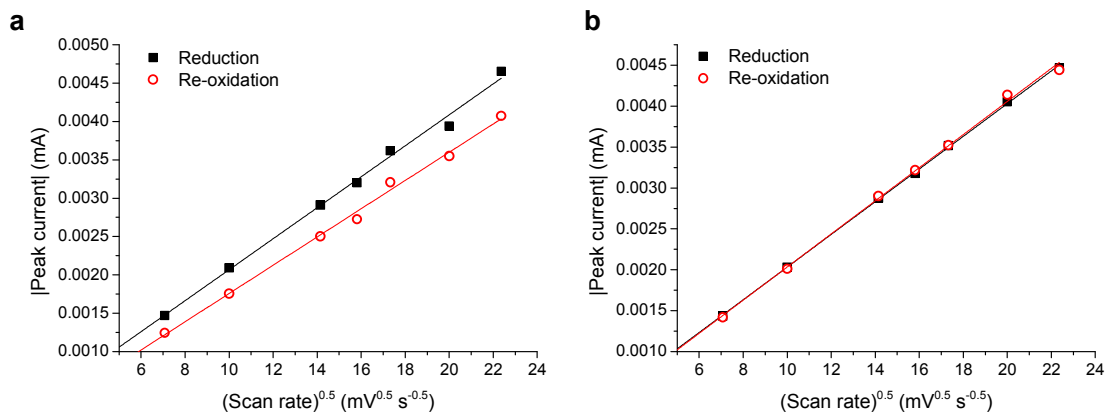 a
0.0050
0.0045
0.0040
0.0035
0.0030
0.0025
0.0020
0.0015
0.0010
|Peak current| (mA)
Reduction
Re-oxidation
6 8 10 12 14 16 18 20 22 24
(Scan rate)^0.5 (mV^0.5 s^-0.5)
b
0.0045
0.0040
0.0035
0.0030
0.0025
0.0020
0.0015
0.0010
|Peak current| (mA)
Reduction
Re-oxidation
6 8 10 12 14 16 18 20 22 24
(Scan rate)^0.5 (mV^0.5 s^-0.5)